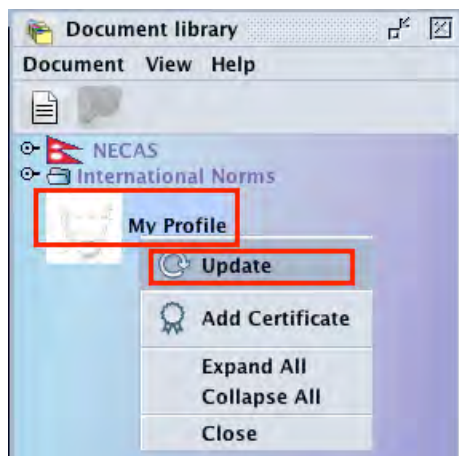 Document library
Document View Help
NECAS
International Norms
My Profile
Update
Add Certificate
Expand All
Collapse All
Close